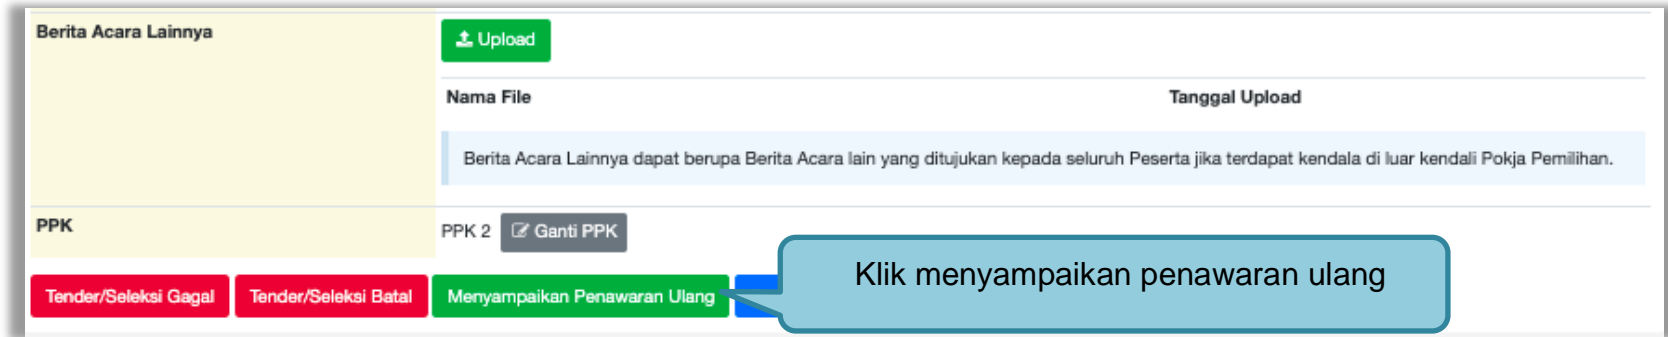 Berita Acara Lainnya
Upload
Nama File Tanggal Upload
Berita Acara Lainnya dapat berupa Berita Acara lain yang ditujukan kepada seluruh Peserta jika terdapat kendala di luar kendali Pokja Pemilihan.
PPK
PPK 2 Ganti PPK
Klik menyampaikan penawaran ulang
Tender/Seleksi Gagal Tender/Seleksi Batal Menyampaikan Penawaran Ulang